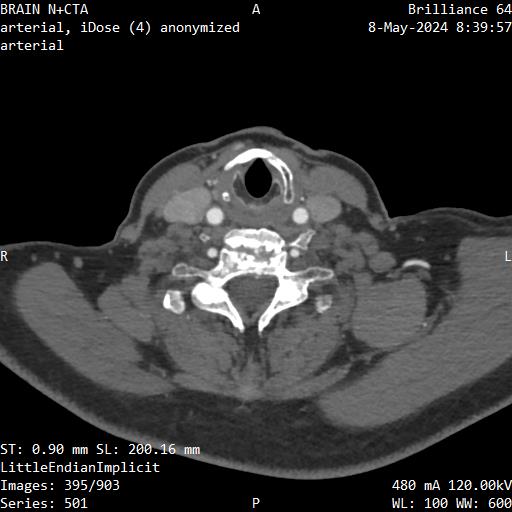 BRAIN N+CTA
A
Brilliance 64
arterial, iDose (4) anonymized
8-May-2024 8:39:57
arterial
R
L
ST: 0.90 mm SL: 200.16 mm
LittleEndianImplicit
Images: 395/903
480 mA 120.00kV
Series: 501
P
WL: 100 WW: 600